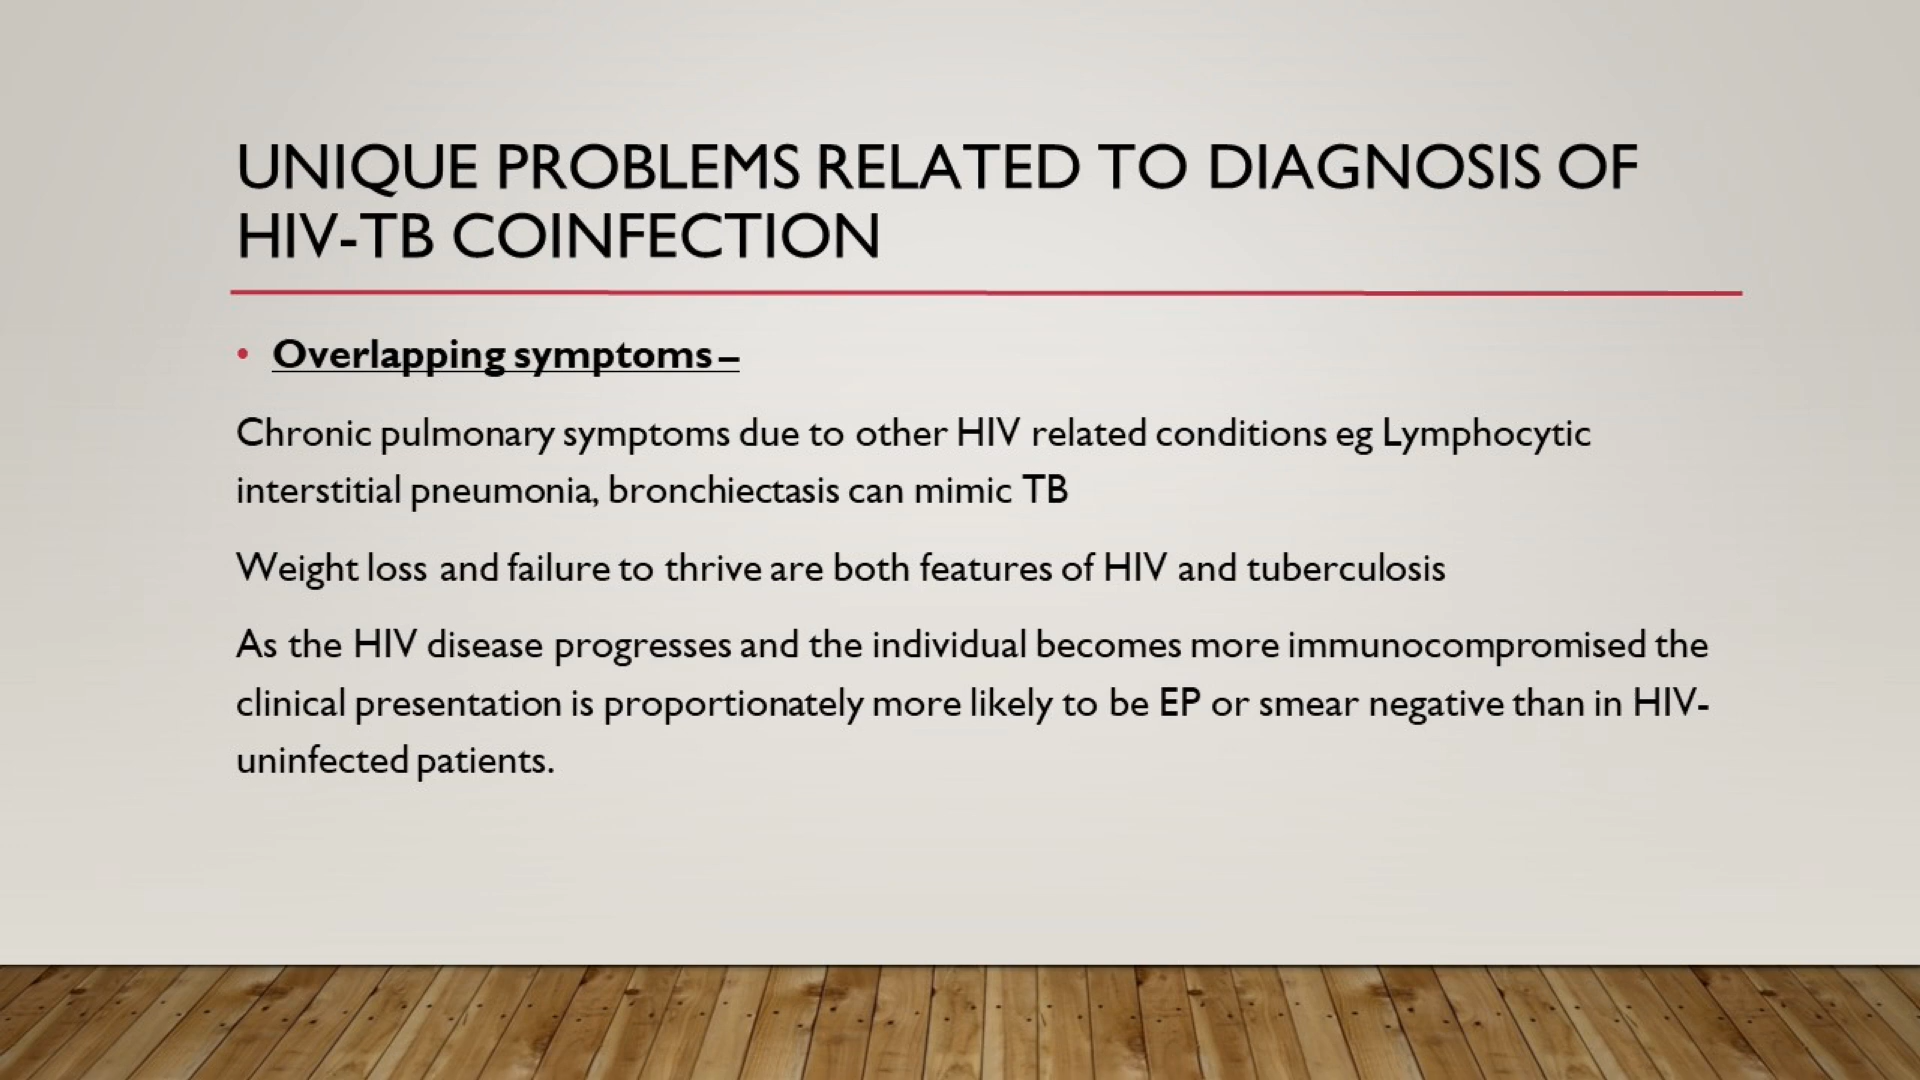 UNIQUE PROBLEMS RELATED TO DIAGNOSIS OF
HIV-TB COINFECTION
• Overlapping symptoms –
Chronic pulmonary symptoms due to other HIV related conditions eg Lymphocytic
interstitial pneumonia, bronchiectasis can mimic TB
Weight loss and failure to thrive are both features of HIV and tuberculosis
As the HIV disease progresses and the individual becomes more immunocompromised the
clinical presentation is proportionately more likely to be EP or smear negative than in HIV-
uninfected patients.